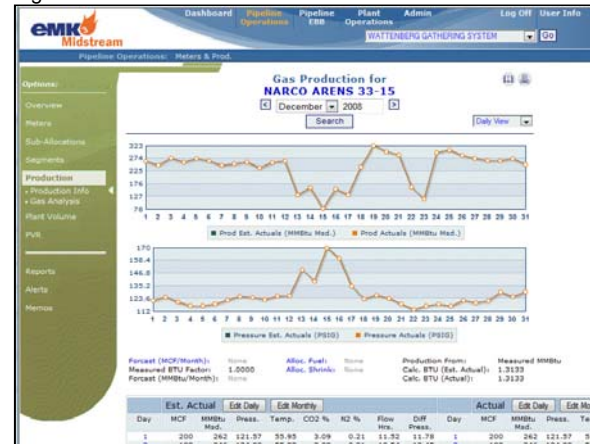 eMK
Midstream
Dashboard Pipeline Operations Pipeline EBB Plant Operations Admin Log Off User Info
WATTENBERG GATHERING SYSTEM Go
Pipeline Operations: Meters & Prod.
Options:
Overview
Meters
Sub-Allocations
Segments
Production
Production Info
Gas Analysis
Plant Volume
PVR
Reports
Alerts
Memos
Gas Production for
NARCO ARENS 33-15
December 2008
Search
Daily View
323
274
225
176
127
78
1 2 3 4 5 6 7 8 9 10 11 12 13 14 15 16 17 18 19 20 21 22 23 24 25 26 27 28 29 30 31
Prod Est. Actuals (MMBtu Msd.) Prod Actuals (MMBtu Msd.)
170
158.4
146.8
135.2
123.6
112
1 2 3 4 5 6 7 8 9 10 11 12 13 14 15 16 17 18 19 20 21 22 23 24 25 26 27 28 29 30 31
Pressure Est. Actuals (PSIG) Pressure Actuals (PSIG)
Forcast (MCF/Month): None Alloc. Fuel: None Production From: Measured MMBtu
Measured BTU Factor: 1.0000 Alloc. Shrink: None Calc. BTU (Est. Actual): 1.3133
Forcast (MMBtu/Month): None Calc. BTU (Actual): 1.3133
Est. Actual Edit Daily Edit Monthly Actual Edit Daily
Day MCF MMBtu Msd. Press. Temp. CO2 % N2 % Flow Hrs. Diff Press. Day MCF MMBtu Msd. Press.
1 200 262 121.57 55.95 3.09 0.21 11.52 11.78 1 200 262 121.57